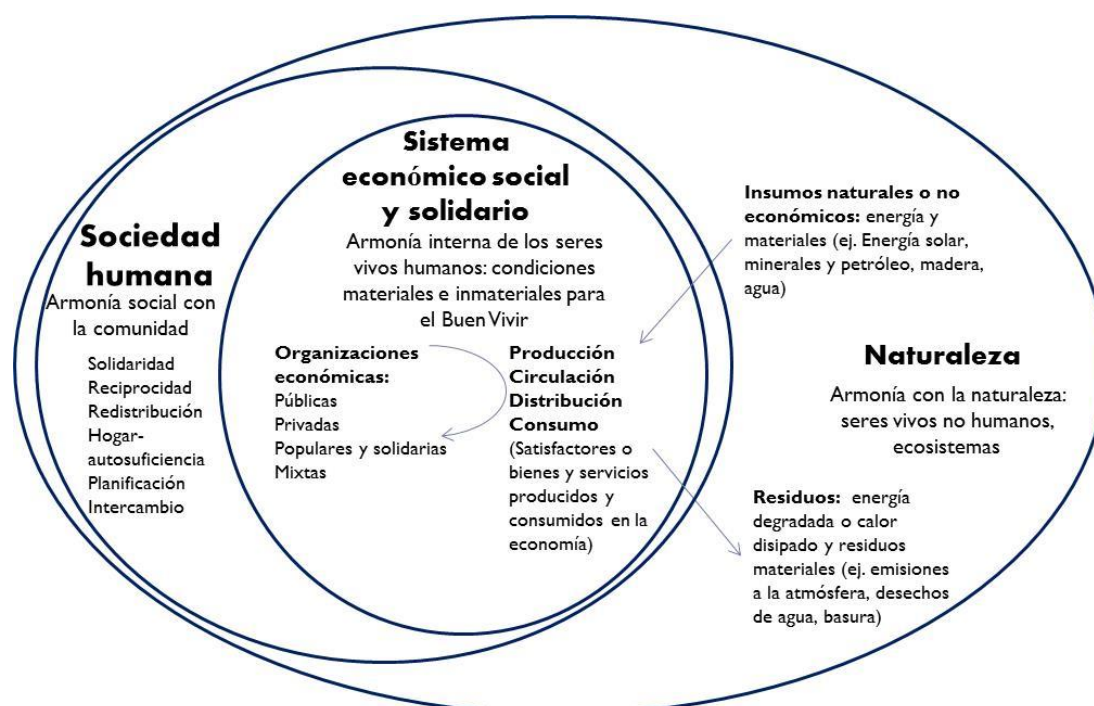 Sistema
económico social
y solidario
Armonía interna de los seres
vivos humanos: condiciones
materiales e inmateriales para
el Buen Vivir
Sociedad
humana
Armonía social con
la comunidad
Solidaridad
Reciprocidad
Redistribución
Hogar-
autosuficiencia
Planificación
Intercambio
Organizaciones
económicas:
Públicas
Privadas
Populares y solidarias
Mixtas
Producción
Circulación
Distribución
Consumo
(Satisfactores o
bienes y servicios
producidos y
consumidos en la
economía)
Insumos naturales o no
económicos: energía y
materiales (ej. Energía solar,
minerales y petróleo, madera,
agua)
Naturaleza
Armonía con la naturaleza:
seres vivos no humanos,
ecosistemas
Residuos: energía
degradada o calor
disipado y residuos
materiales (ej. emisiones
a la atmósfera, desechos
de agua, basura)